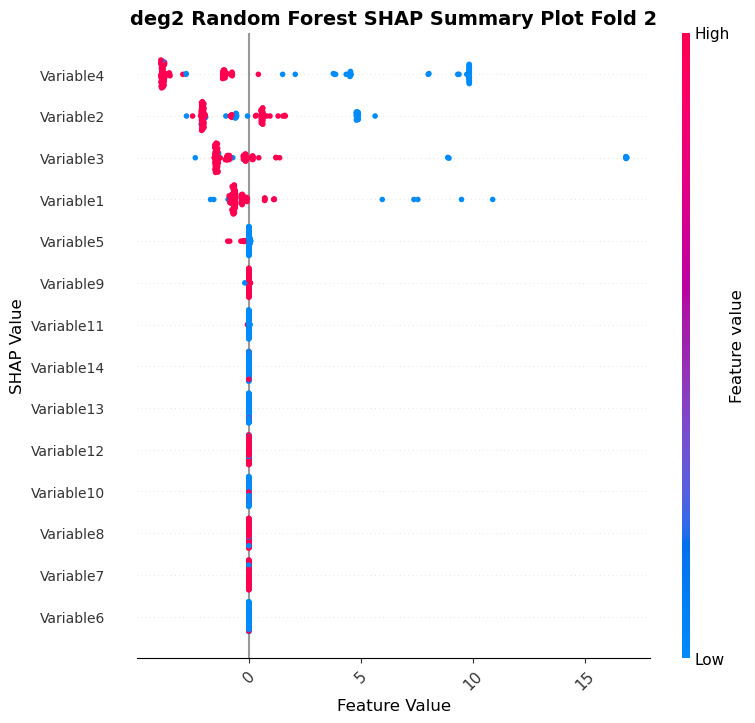 deg2 Random Forest SHAP Summary Plot Fold 2
High
Variable4
Variable2
Variable3
Variable1
Variable5
Variable9
Variable11
Variable14
Variable13
Variable12
Variable10
Variable8
Variable7
Variable6
SHAP Value
Feature value
Low
0
5
10
15
Feature Value